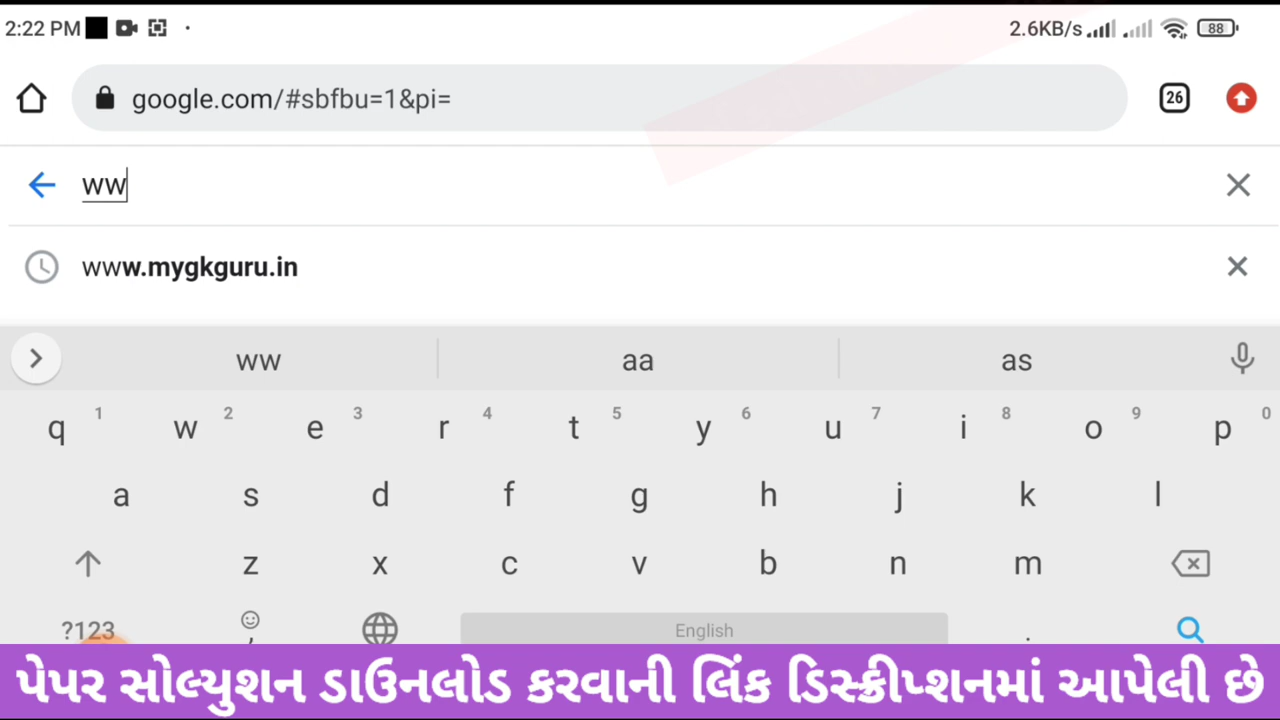 2:22 PM 2.6KB/s 88
google.com/#sbfbu=1&pi= 26
ww
www.mygkguru.in
ww aa as
q 1 w 2 e 3 r 4 t 5 y 6 u 7 i 8 o 9 p 0
a s d f g h j k l
z x c v b n m
?123 , English .
પેપર સોલ્યુશન ડાઉનલોડ કરવાની લિંક ડિસ્ક્રીપ્શનમાં આપેલી છે